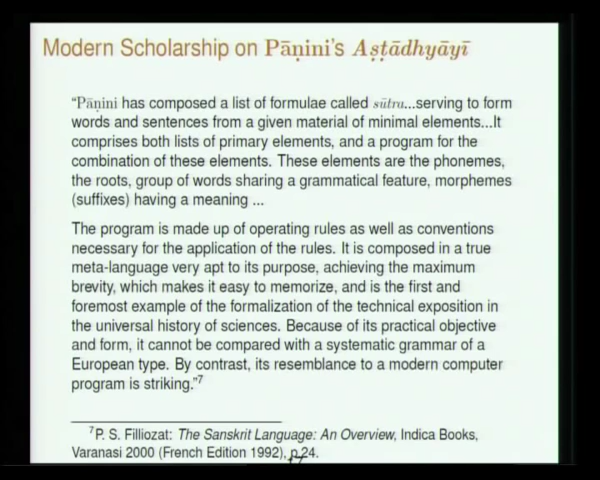 Modern Scholarship on Pāṇini's Aṣṭādhyāyī
"Pāṇini has composed a list of formulae called sūtra...serving to form
words and sentences from a given material of minimal elements...It
comprises both lists of primary elements, and a program for the
combination of these elements. These elements are the phonemes,
the roots, group of words sharing a grammatical feature, morphemes
(suffixes) having a meaning ...
The program is made up of operating rules as well as conventions
necessary for the application of the rules. It is composed in a true
meta-language very apt to its purpose, achieving the maximum
brevity, which makes it easy to memorize, and is the first and
foremost example of the formalization of the technical exposition in
the universal history of sciences. Because of its practical objective
and form, it cannot be compared with a systematic grammar of a
European type. By contrast, its resemblance to a modern computer
program is striking."7
7P. S. Filliozat: The Sanskrit Language: An Overview, Indica Books,
Varanasi 2000 (French Edition 1992), p.24.